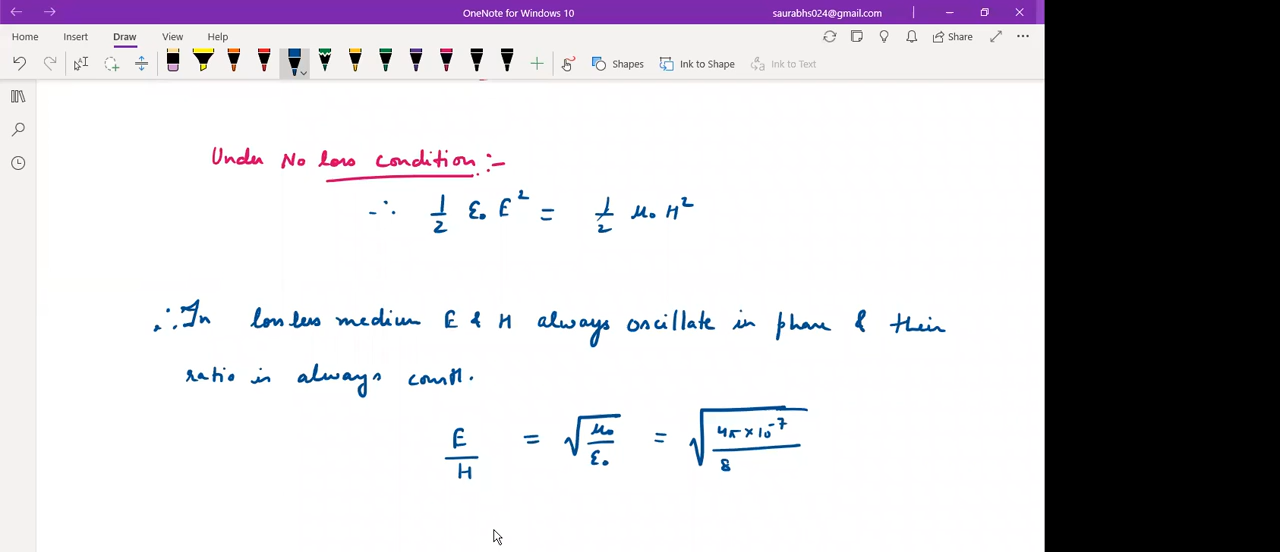 OneNote for Windows 10
saurabhs024@gmail.com
Home Insert Draw View Help
Share
Shapes Ink to Shape Ink to Text
Under No loss condition :-
∴ 1/2 ε₀ E² = 1/2 μ₀ H²
∴ In lossless medium E & H always oscillate in phase & their
ratio is always constt.
E/H = √(μ₀/ε₀) = √(4π × 10⁻⁷/8